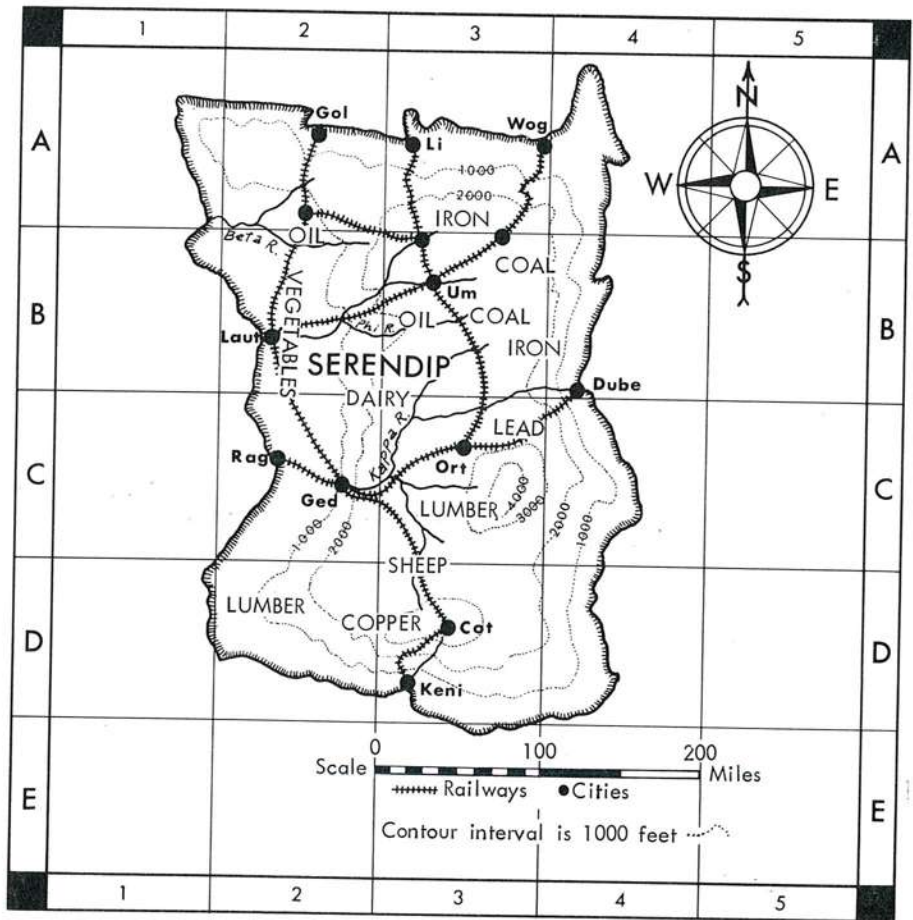 1 2 3 4 5
A A
B B
C C
D D
E E
1 2 3 4 5
N
W E
S
Gol
Li
Wog
1000
2000
IRON
OIL
Beta R.
COAL
Um
VEGETABLES
Phi R.
OIL
COAL
Laut
IRON
SERENDIP
Dube
DAIRY
Kappa R.
LEAD
Rag
Ort
Ged
4000
3000
LUMBER
1000
2000
2000
1000
SHEEP
LUMBER
COPPER
Cot
Keni
0 100 200
Scale Miles
Railways Cities
Contour interval is 1000 feet